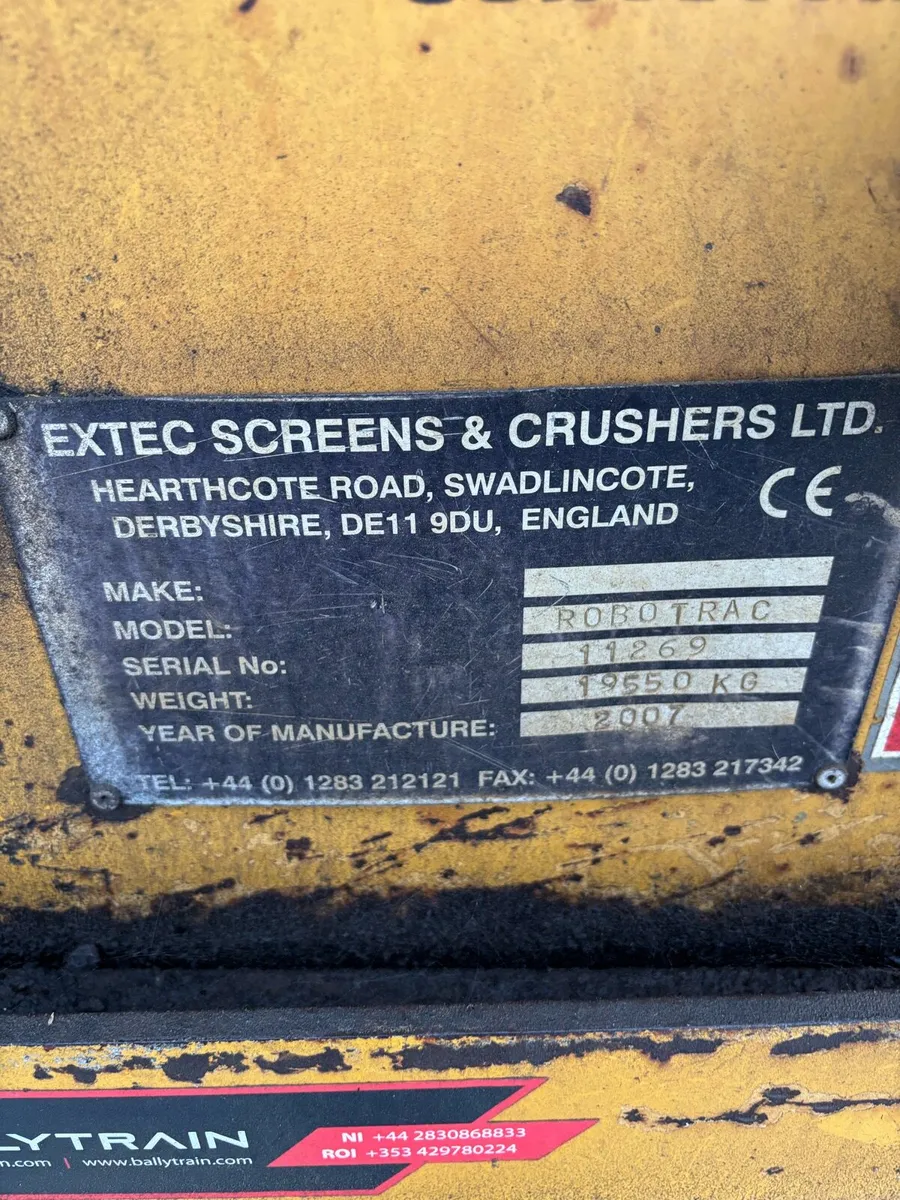 EXTEC SCREENS & CRUSHERS LTD.
HEARTHCOTE ROAD, SWADLINCOTE,
DERBYSHIRE, DE11 9DU, ENGLAND
CE
MAKE:
MODEL: ROBOTRAC
SERIAL No: 11269
WEIGHT: 19550 KG
YEAR OF MANUFACTURE: 2007
TEL: +44 (0) 1283 212121 FAX: +44 (0) 1283 217342
LYTRAIN
NI +44 2830868833
n.com | www.ballytrain.com
ROI +353 429780224